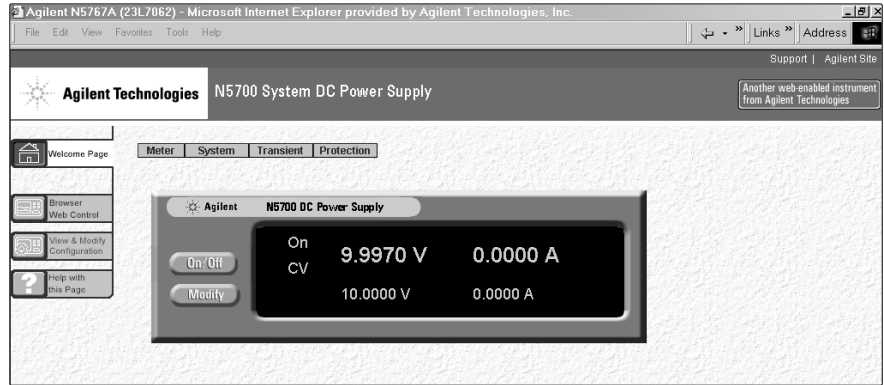 Agilent N5767A (23L7062) - Microsoft Internet Explorer provided by Agilent Technologies, Inc.
File Edit View Favorites Tools Help
» Links » Address
Support | Agilent Site
Agilent Technologies
N5700 System DC Power Supply
Another web-enabled instrument
from Agilent Technologies
Welcome Page
Meter System Transient Protection
Browser
Web Control
View & Modify
Configuration
Help with
this Page
Agilent N5700 DC Power Supply
On/Off
Modify
On
CV
9.9970 V 0.0000 A
10.0000 V 0.0000 A